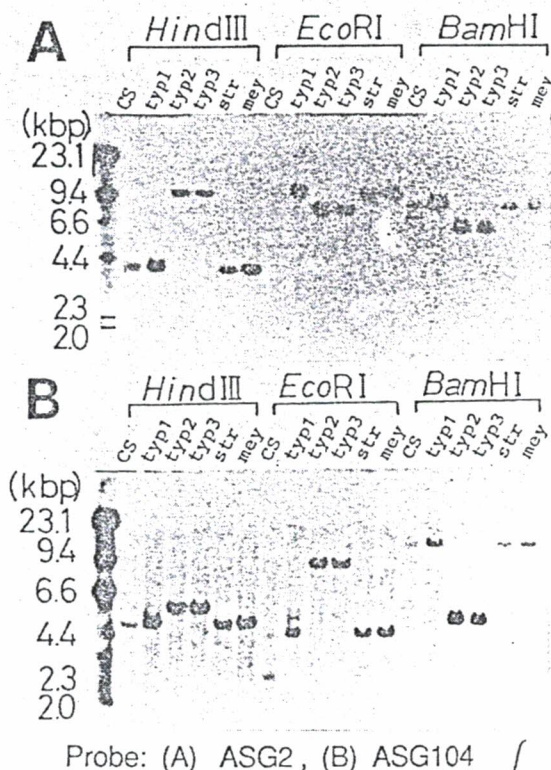 A
HindIII EcoRI BamHI
CS typ1 typ2 typ3 str mey CS typ1 typ2 typ3 str mey CS typ1 typ2 typ3 str mey
(kbp)
23.1
9.4
6.6
4.4
2.3
2.0
B
HindIII EcoRI BamHI
CS typ1 typ2 typ3 str mey CS typ1 typ2 typ3 str mey CS typ1 typ2 typ3 str mey
(kbp)
23.1
9.4
6.6
4.4
2.3
2.0
Probe: (A) ASG2, (B) ASG104